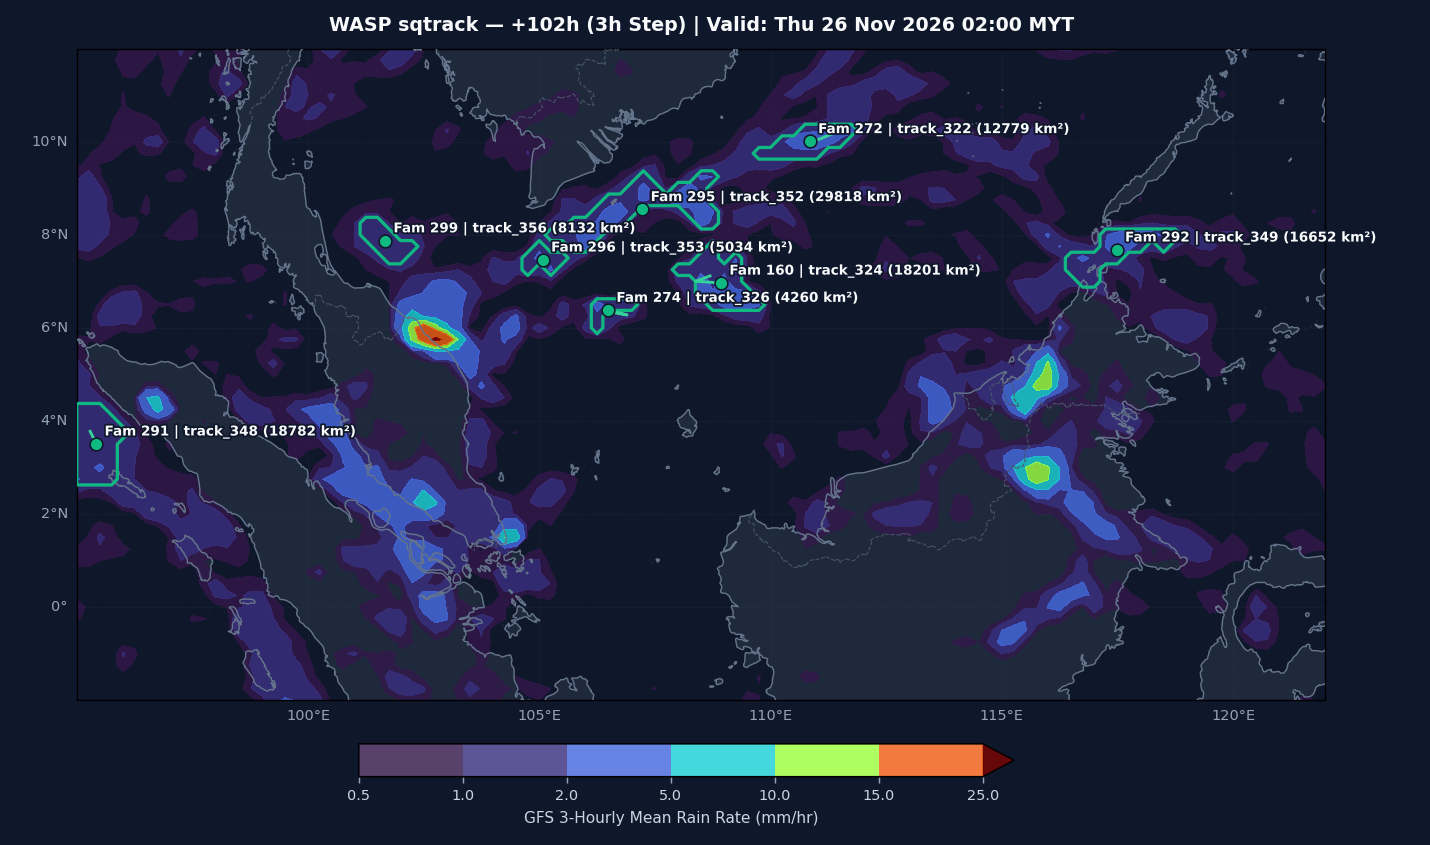 WASP sqtrack — +102h (3h Step) | Valid: Thu 26 Nov 2026 02:00 MYT
10°N
8°N
6°N
4°N
2°N
0°
Fam 272 | track_322 (12779 km²)
Fam 295 | track_352 (29818 km²)
Fam 299 | track_356 (8132 km²)
Fam 292 | track_349 (16652 km²)
Fam 296 | track_353 (5034 km²)
Fam 160 | track_324 (18201 km²)
Fam 274 | track_326 (4260 km²)
Fam 291 | track_348 (18782 km²)
100°E 105°E 110°E 115°E 120°E
0.5 1.0 2.0 5.0 10.0 15.0 25.0
GFS 3-Hourly Mean Rain Rate (mm/hr)